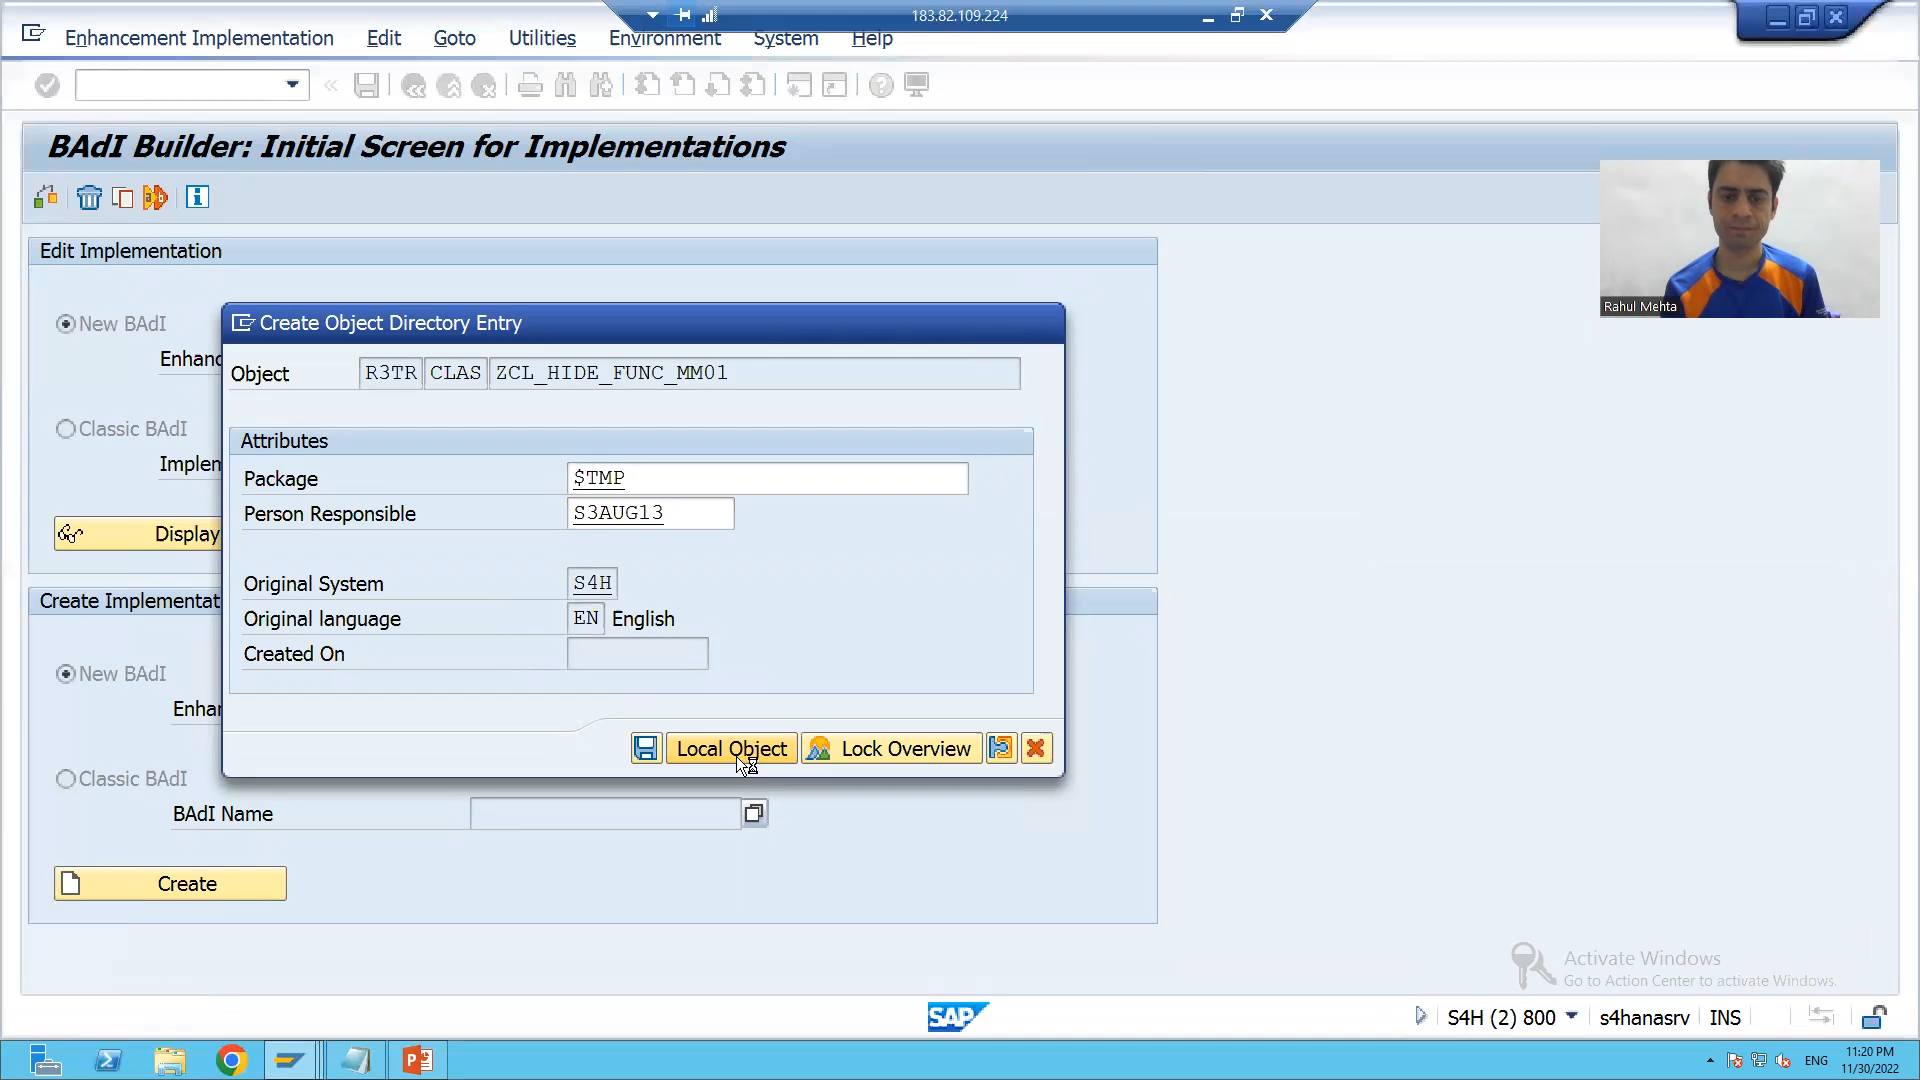 183.82.109.224
Enhancement Implementation Edit Goto Utilities Environment System Help
BAdI Builder: Initial Screen for Implementations
Edit Implementation
New BAdI
Enhanc
Classic BAdI
Implen
Display
Create Object Directory Entry
Object R3TR CLAS ZCL_HIDE_FUNC_MM01
Attributes
Package $TMP
Person Responsible S3AUG13
Original System S4H
Original language EN English
Created On
Local Object Lock Overview
Create Implementat
New BAdI
Enhar
Classic BAdI
BAdI Name
Create
Rahul Mehta
Activate Windows
Go to Action Center to activate Windows.
SAP
S4H (2) 800 s4hanasrv INS
ENG
11:20 PM
11/30/2022